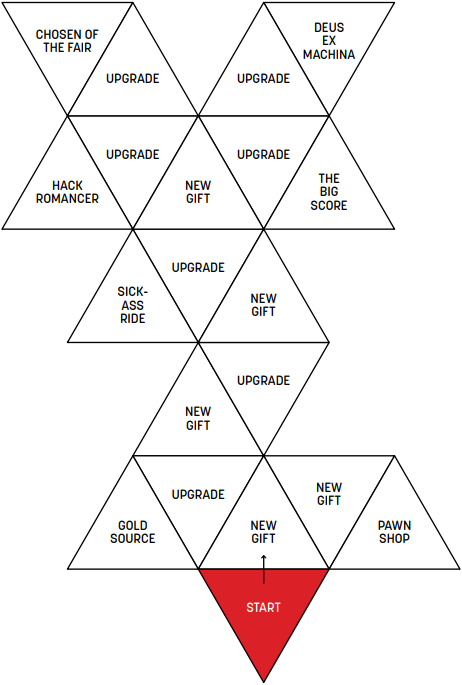 CHOSEN OF
THE FAIR
UPGRADE
UPGRADE
DEUS
EX
MACHINA
HACK
ROMANCER
UPGRADE
NEW
GIFT
UPGRADE
THE
BIG
SCORE
SICK-
ASS
RIDE
UPGRADE
NEW
GIFT
NEW
GIFT
UPGRADE
GOLD
SOURCE
UPGRADE
NEW
GIFT
NEW
GIFT
PAWN
SHOP
START